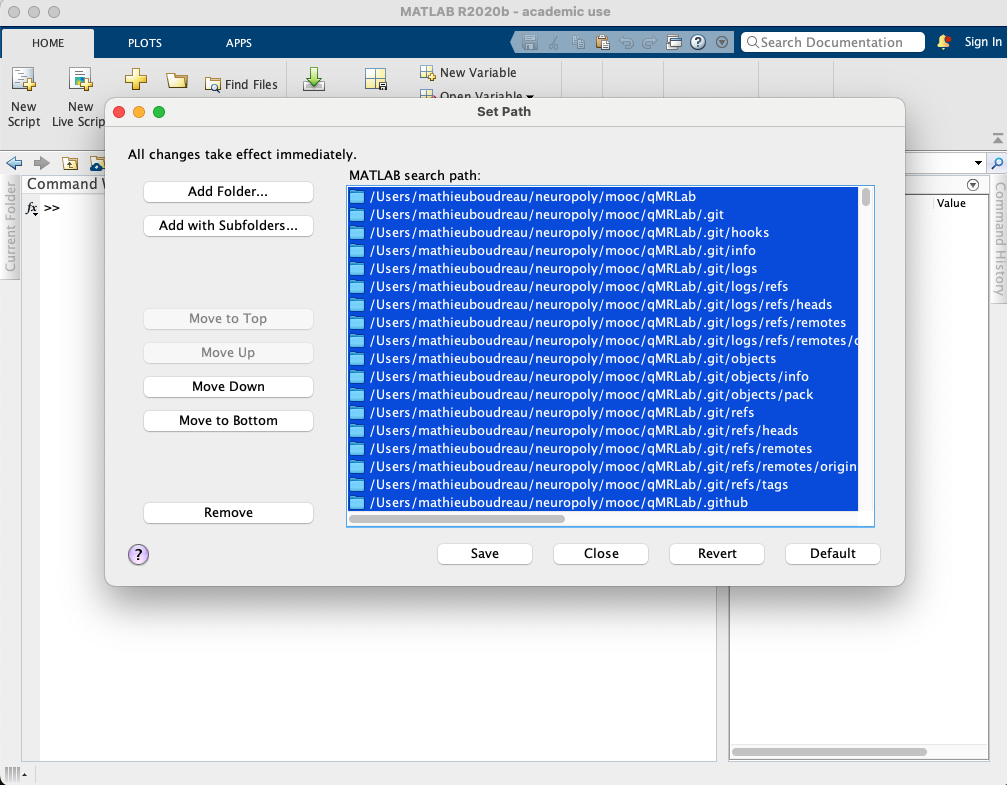 MATLAB R2020b - academic use
HOME PLOTS APPS
Search Documentation
Sign In
New Script
New Live Scrip
Find Files
New Variable
Open Variable
Set Path
All changes take effect immediately.
MATLAB search path:
Add Folder...
Add with Subfolders...
Move to Top
Move Up
Move Down
Move to Bottom
Remove
/Users/mathieuboudreau/neuropoly/mooc/qMRLab
/Users/mathieuboudreau/neuropoly/mooc/qMRLab/.git
/Users/mathieuboudreau/neuropoly/mooc/qMRLab/.git/hooks
/Users/mathieuboudreau/neuropoly/mooc/qMRLab/.git/info
/Users/mathieuboudreau/neuropoly/mooc/qMRLab/.git/logs
/Users/mathieuboudreau/neuropoly/mooc/qMRLab/.git/logs/refs
/Users/mathieuboudreau/neuropoly/mooc/qMRLab/.git/logs/refs/heads
/Users/mathieuboudreau/neuropoly/mooc/qMRLab/.git/logs/refs/remotes
/Users/mathieuboudreau/neuropoly/mooc/qMRLab/.git/logs/refs/remotes/
/Users/mathieuboudreau/neuropoly/mooc/qMRLab/.git/objects
/Users/mathieuboudreau/neuropoly/mooc/qMRLab/.git/objects/info
/Users/mathieuboudreau/neuropoly/mooc/qMRLab/.git/objects/pack
/Users/mathieuboudreau/neuropoly/mooc/qMRLab/.git/refs
/Users/mathieuboudreau/neuropoly/mooc/qMRLab/.git/refs/heads
/Users/mathieuboudreau/neuropoly/mooc/qMRLab/.git/refs/remotes
/Users/mathieuboudreau/neuropoly/mooc/qMRLab/.git/refs/remotes/origin
/Users/mathieuboudreau/neuropoly/mooc/qMRLab/.git/refs/tags
/Users/mathieuboudreau/neuropoly/mooc/qMRLab/.github
?
Save Close Revert Default
Current Folder
Command
fx >>
Value
Command History